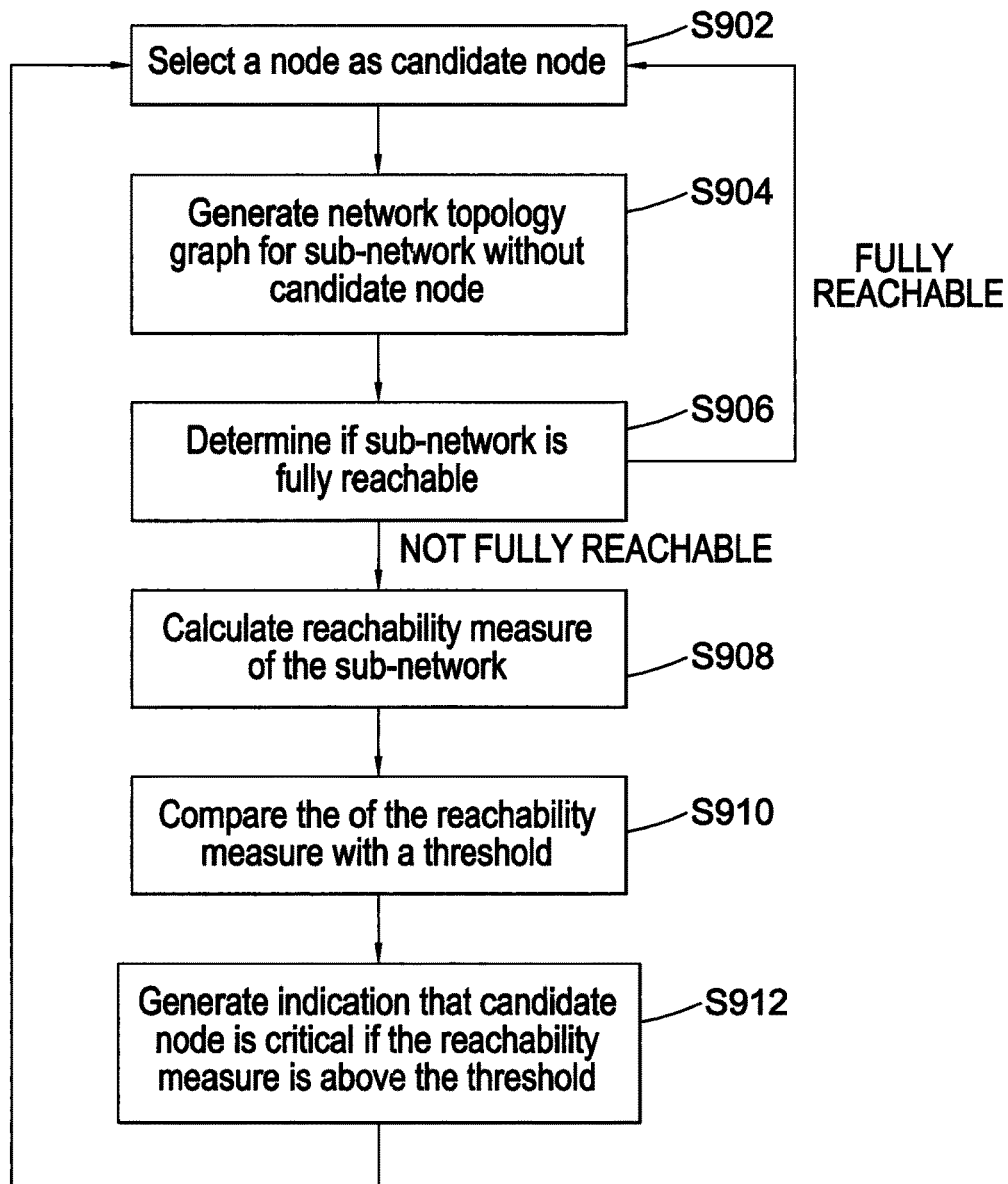 S902
Select a node as candidate node
S904
Generate network topology
graph for sub-network without
candidate node
FULLY
REACHABLE
S906
Determine if sub-network is
fully reachable
NOT FULLY REACHABLE
Calculate reachability measure
of the sub-network
S908
Compare the of the reachability
measure with a threshold
S910
Generate indication that candidate
node is critical if the reachability
measure is above the threshold
S912